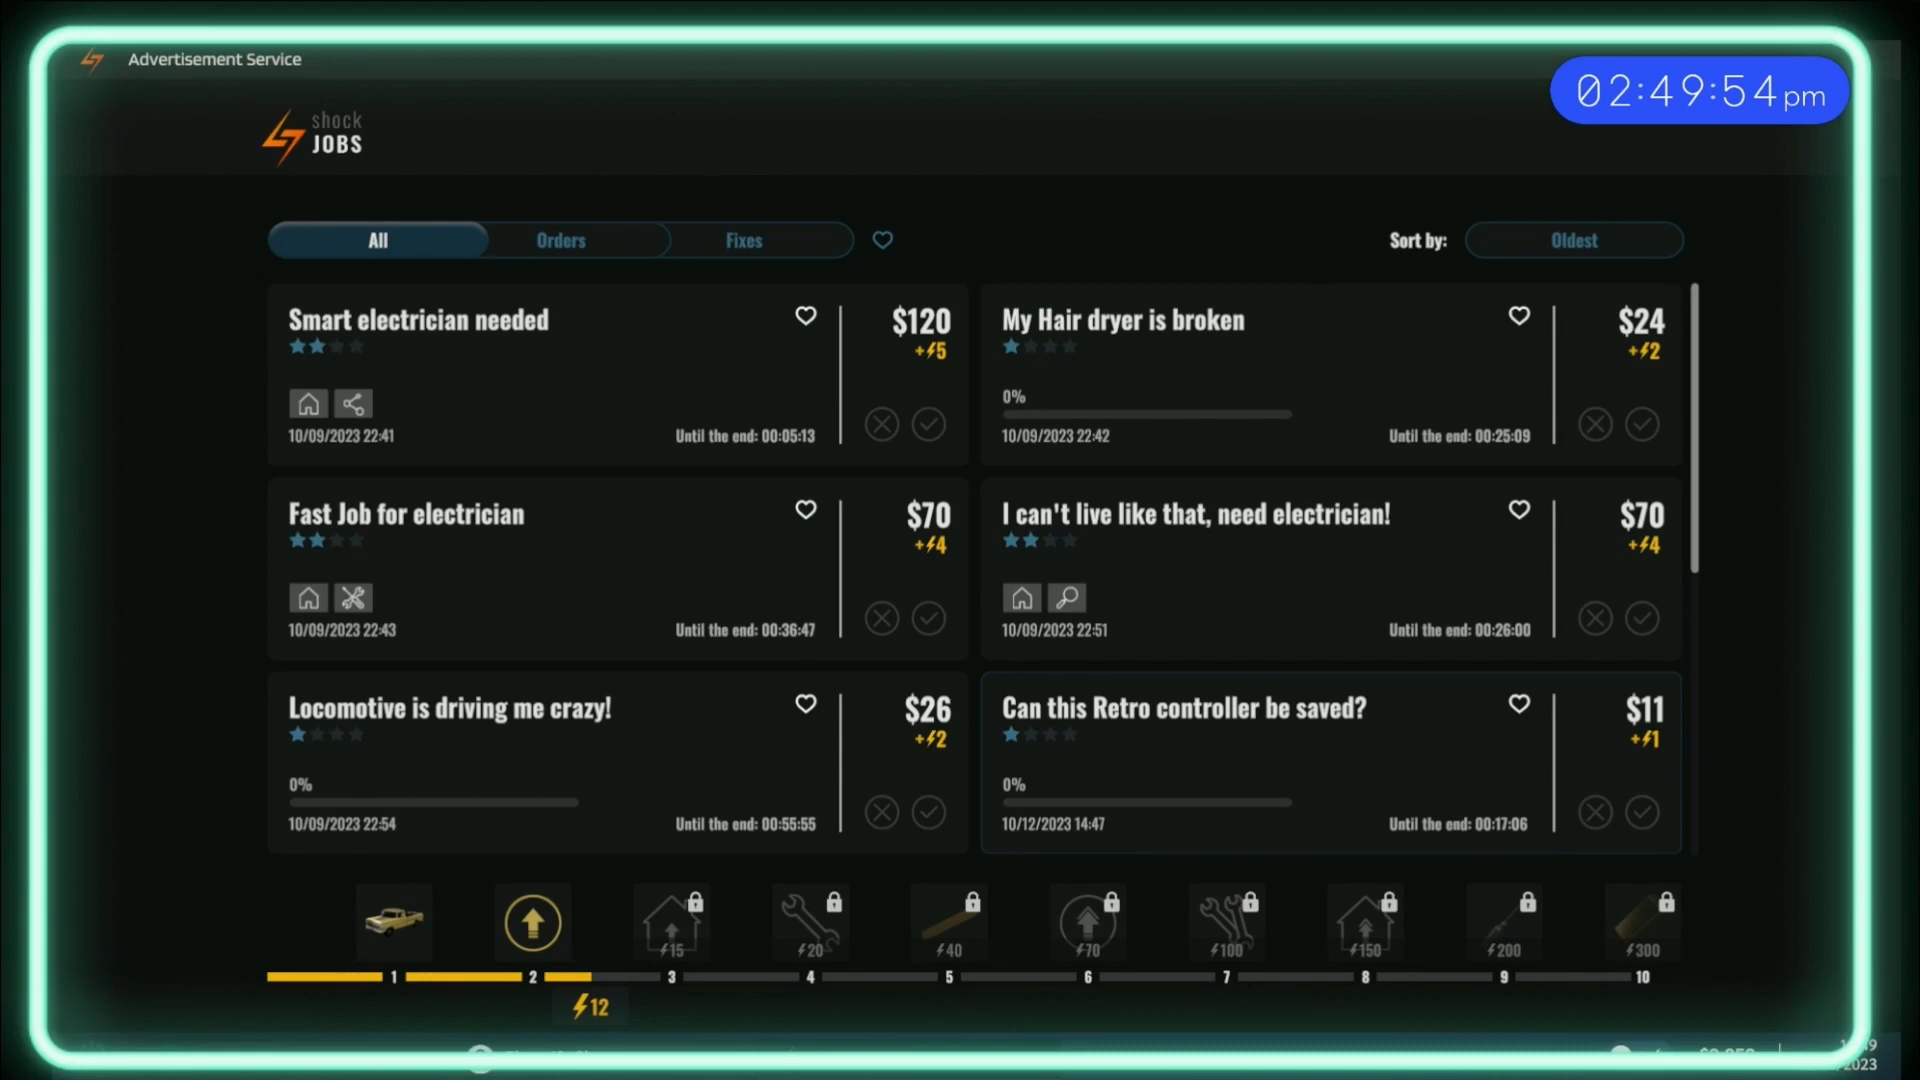 Advertisement Service
02:49:54pm
shock
JOBS
All
Orders
Fixes
Sort by:
Oldest
Smart electrician needed
$120
+5
10/09/2023 22:41
Until the end: 00:05:13
My Hair dryer is broken
$24
+2
0%
10/09/2023 22:42
Until the end: 00:25:09
Fast Job for electrician
$70
+4
10/09/2023 22:43
Until the end: 00:36:47
I can't live like that, need electrician!
$70
+4
10/09/2023 22:51
Until the end: 00:26:00
Locomotive is driving me crazy!
$26
+2
0%
10/09/2023 22:54
Until the end: 00:55:55
Can this Retro controller be saved?
$11
+1
0%
10/12/2023 14:47
Until the end: 00:17:06
15
20
40
70
100
150
200
300
1
2
3
4
5
6
7
8
9
10
12
2023